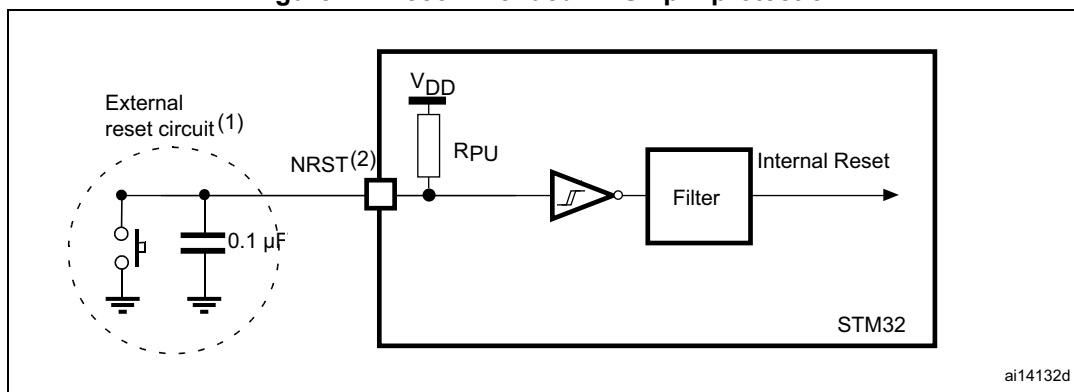 VDD
External
reset circuit(1)
NRST(2)
RPU
Internal Reset
Filter
0.1 μF
STM32
ai14132d